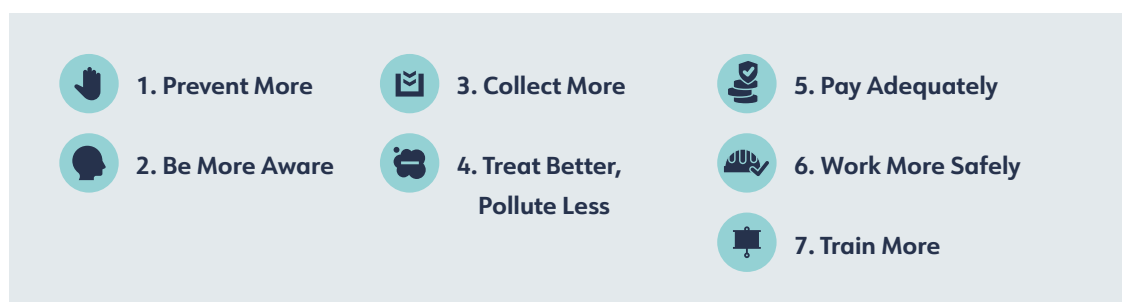 1. Prevent More
2. Be More Aware
3. Collect More
4. Treat Better,
Pollute Less
5. Pay Adequately
6. Work More Safely
7. Train More